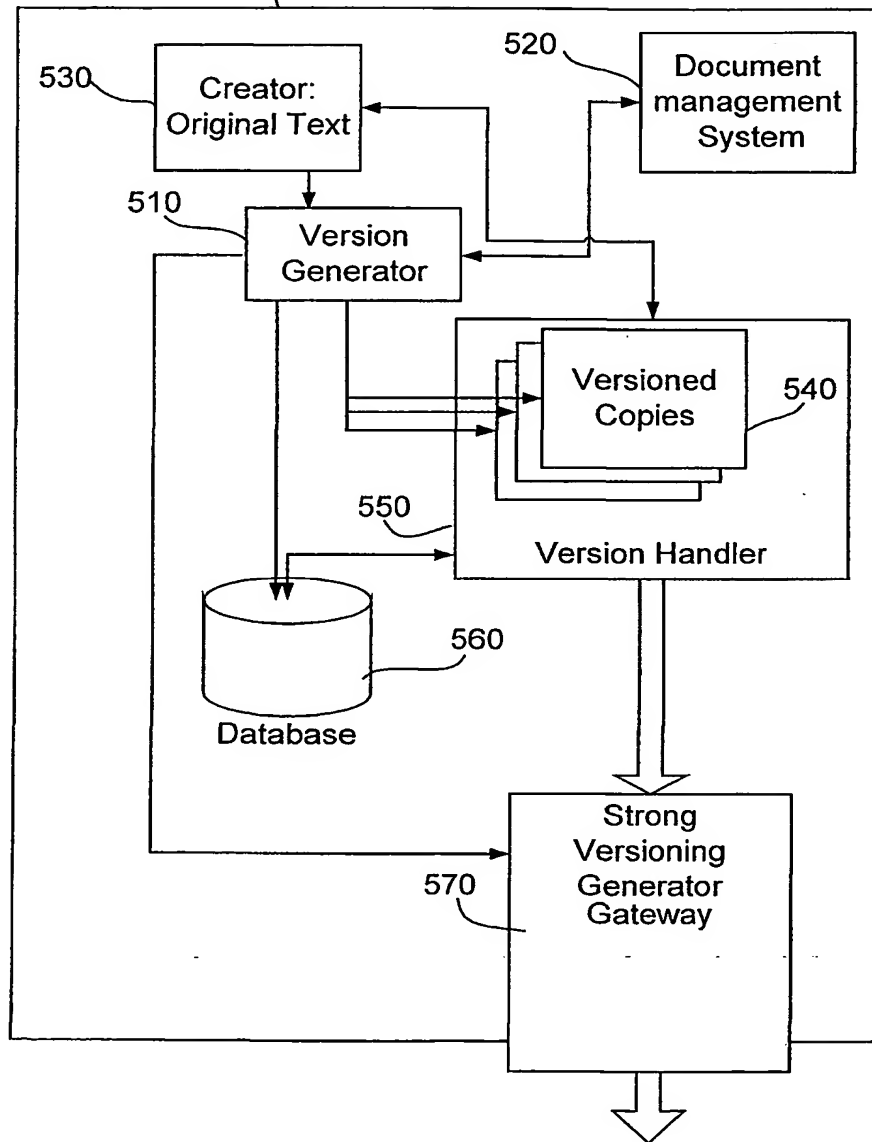 530
Creator:
Original Text
520
Document
management
System
510
Version
Generator
Versioned
Copies
540
550
Version Handler
560
Database
Strong
Versioning
Generator
Gateway
570